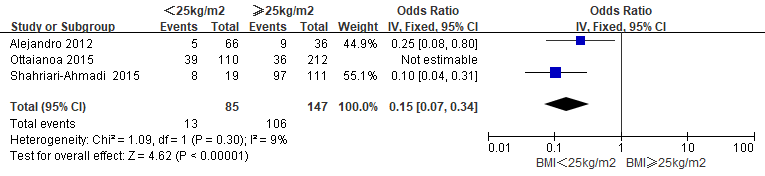 <25kg/m2 ≥25kg/m2 Odds Ratio Odds Ratio
Study or Subgroup Events Total Events Total Weight IV, Fixed, 95% CI IV, Fixed, 95% CI
Alejandro 2012 5 66 9 36 44.9% 0.25 [0.08, 0.80]
Ottaianoa 2015 39 110 36 212 Not estimable
Shahriari-Ahmadi 2015 8 19 97 111 55.1% 0.10 [0.04, 0.31]
Total (95% CI) 85 147 100.0% 0.15 [0.07, 0.34]
Total events 13 106
Heterogeneity: Chi² = 1.09, df = 1 (P = 0.30); I² = 9%
Test for overall effect: Z = 4.62 (P < 0.00001)
0.01 0.1 1 10 100
BMI<25kg/m2 BMI≥25kg/m2